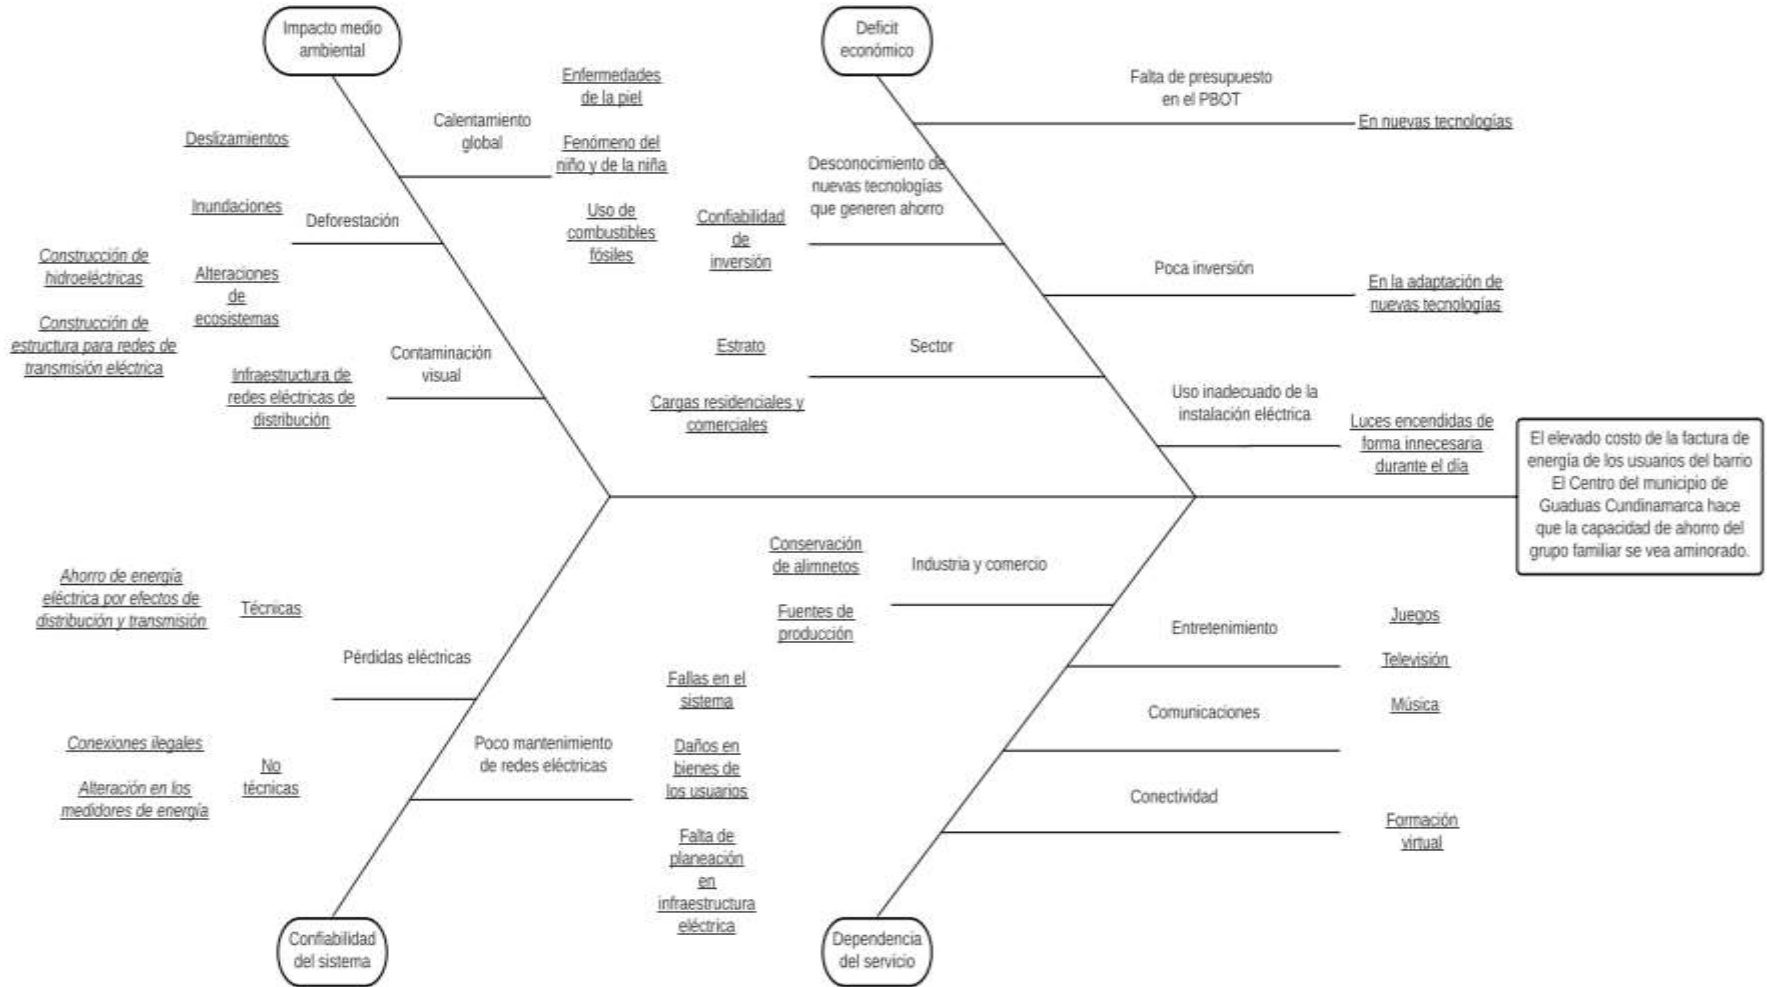 Impacto medio
ambiental
Deficit
económico
Enfermedades
de la piel
Calentamiento
global
Fenómeno del
niño y de la niña
Uso de
combustibles
fósiles
Deslizamientos
Inundaciones
Alteraciones
de
ecosistemas
Deforestación
Construcción de
hidroeléctricas
Construcción de
estructura para redes de
transmisión eléctrica
Contaminación
visual
Infraestructura de
redes eléctricas de
distribución
Falta de presupuesto
en el PBOT
En nuevas tecnologías
Desconocimiento de
nuevas tecnologías
que generen ahorro
Confiabilidad
de
inversión
Poca inversión
En la adaptación de
nuevas tecnologías
Sector
Estrato
Cargas residenciales y
comerciales
Uso inadecuado de la
instalación eléctrica
Luces encendidas de
forma innecesaria
durante el día
El elevado costo de la factura de
energía de los usuarios del barrio
El Centro del municipio de
Guaduas Cundinamarca hace
que la capacidad de ahorro del
grupo familiar se vea aminorado.
Ahorro de energía
eléctrica por efectos de
distribución y transmisión
Técnicas
Pérdidas eléctricas
Conexiones ilegales
Alteración en los
medidores de energía
No
técnicas
Poco mantenimiento
de redes eléctricas
Fallas en el
sistema
Daños en
bienes de
los usuarios
Falta de
planeación
en
infraestructura
eléctrica
Conservación
de alimnetos
Fuentes de
producción
Industria y comercio
Entretenimiento
Juegos
Televisión
Música
Comunicaciones
Conectividad
Formación
virtual
Confiabilidad
del sistema
Dependencia
del servicio